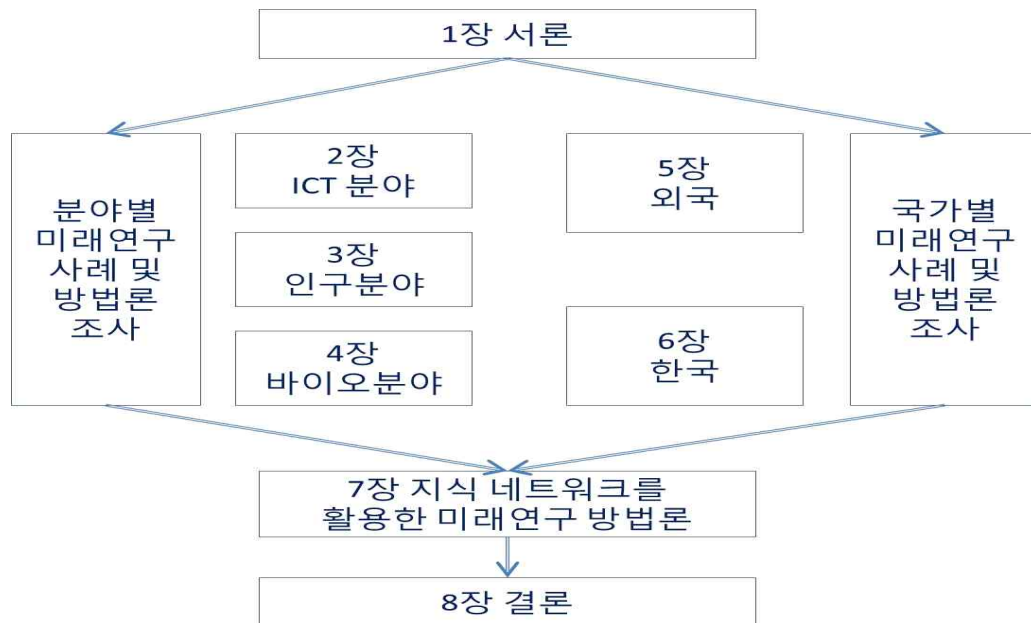 1장 서론
분야별
미래연구
사례 및
방법론
조사
2장
ICT 분야
3장
인구분야
4장
바이오분야
5장
외국
6장
한국
국가별
미래연구
사례 및
방법론
조사
7장 지식 네트워크를
활용한 미래연구 방법론
8장 결론